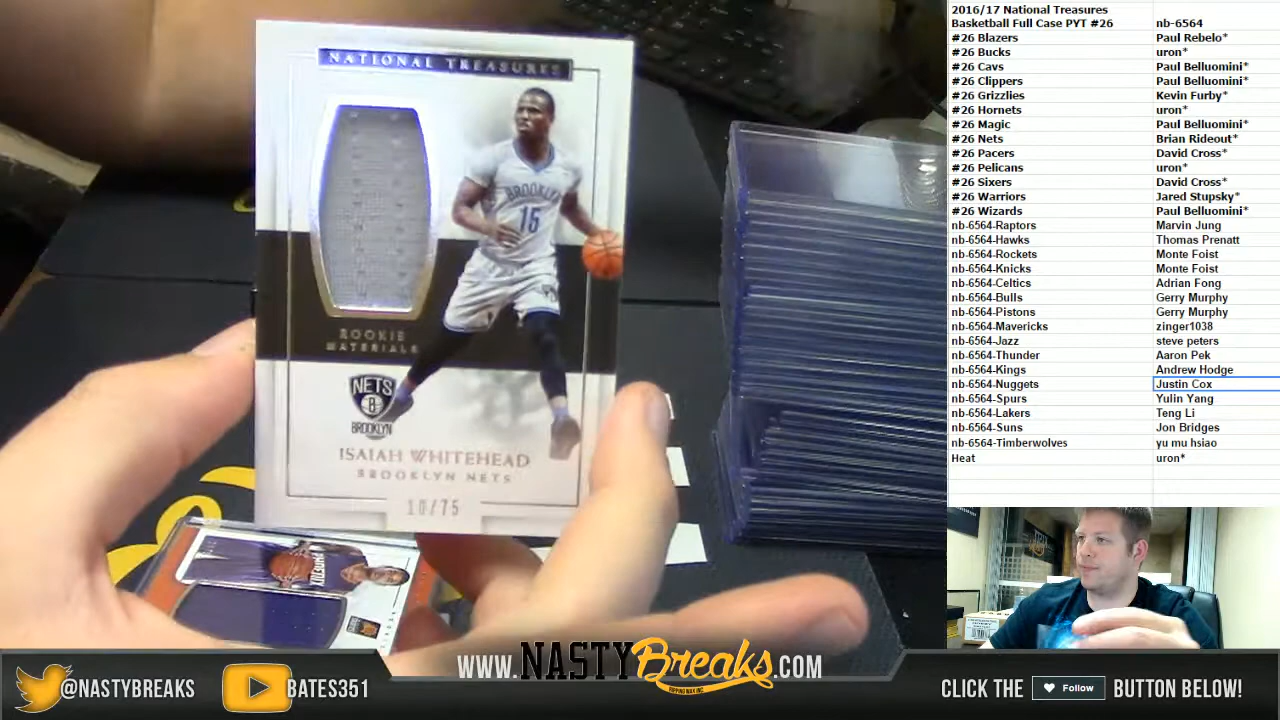 NATIONAL TREASURES
BROOKLYN
15
ROOKIE
MATERIALS
NETS
B
BROOKLYN
ISAIAH WHITEHEAD
BROOKLYN NETS
10/75
2016/17 National Treasures
Basketball Full Case PYT #26 nb-6564
#26 Blazers Paul Rebelo*
#26 Bucks uron*
#26 Cavs Paul Belluomini*
#26 Clippers Paul Belluomini*
#26 Grizzlies Kevin Furby*
#26 Hornets uron*
#26 Magic Paul Belluomini*
#26 Nets Brian Rideout*
#26 Pacers David Cross*
#26 Pelicans uron*
#26 Sixers David Cross*
#26 Warriors Jared Stupsky*
#26 Wizards Paul Belluomini*
nb-6564-Raptors Marvin Jung
nb-6564-Hawks Thomas Prenatt
nb-6564-Rockets Monte Foist
nb-6564-Knicks Monte Foist
nb-6564-Celtics Adrian Fong
nb-6564-Bulls Gerry Murphy
nb-6564-Pistons Gerry Murphy
nb-6564-Mavericks zinger1038
nb-6564-Jazz steve peters
nb-6564-Thunder Aaron Pek
nb-6564-Kings Andrew Hodge
nb-6564-Nuggets Justin Cox
nb-6564-Spurs Yulin Yang
nb-6564-Lakers Teng Li
nb-6564-Suns Jon Bridges
nb-6564-Timberwolves yu mu hsiao
Heat uron*
@NASTYBREAKS
BATES351
WWW.NASTYBreaks.COM
CLICK THE Follow BUTTON BELOW!